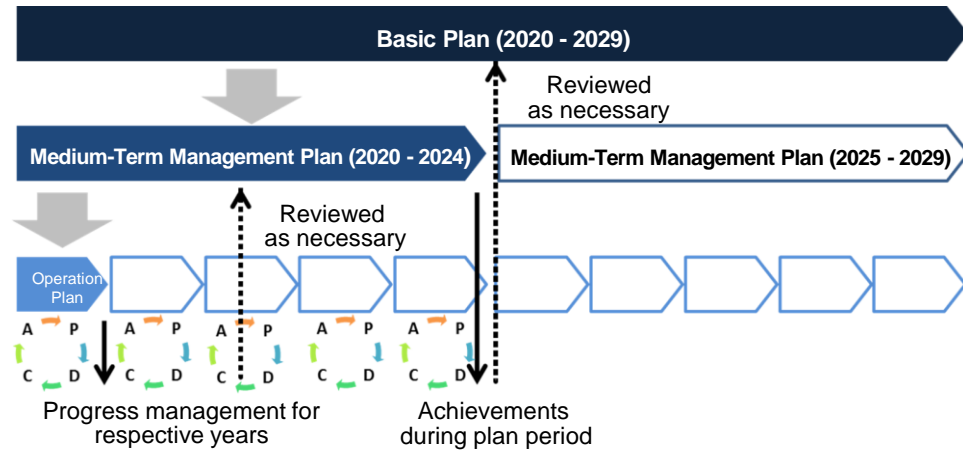 Basic Plan (2020 - 2029)
Reviewed
as necessary
Medium-Term Management Plan (2020 - 2024)
Medium-Term Management Plan (2025 - 2029)
Reviewed
as necessary
Operation
Plan
A P
C D
A P
C D
A P
C D
A P
C D
A P
C D
Progress management for
respective years
Achievements
during plan period